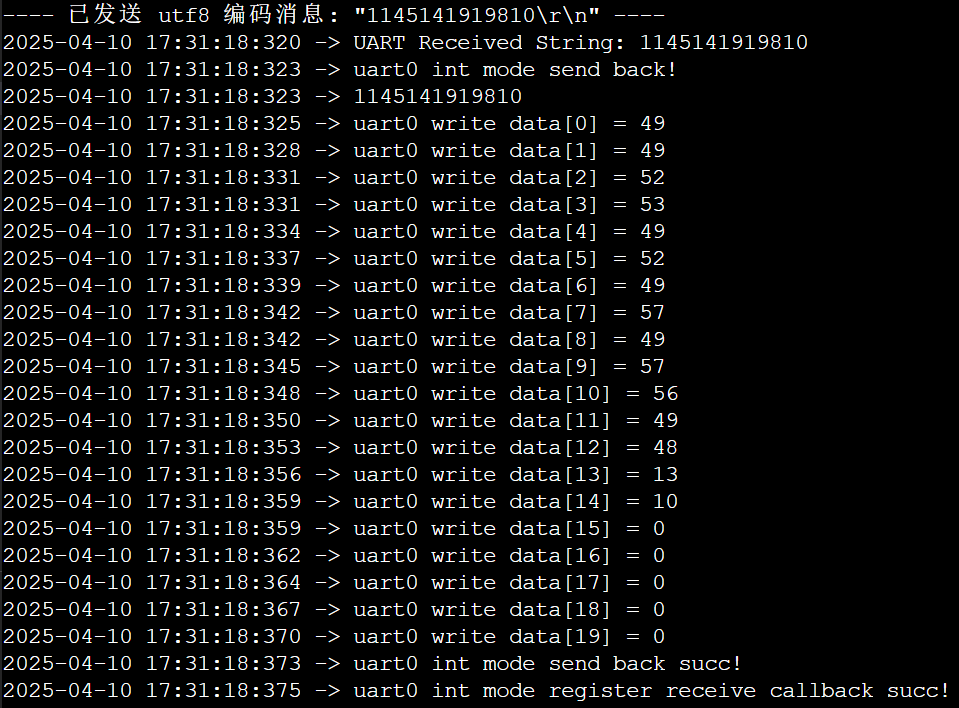 ---- 已发送 utf8 编码消息: "1145141919810\r\n" ----
2025-04-10 17:31:18:320 -> UART Received String: 1145141919810
2025-04-10 17:31:18:323 -> uart0 int mode send back!
2025-04-10 17:31:18:323 -> 1145141919810
2025-04-10 17:31:18:325 -> uart0 write data[0] = 49
2025-04-10 17:31:18:328 -> uart0 write data[1] = 49
2025-04-10 17:31:18:331 -> uart0 write data[2] = 52
2025-04-10 17:31:18:331 -> uart0 write data[3] = 53
2025-04-10 17:31:18:334 -> uart0 write data[4] = 49
2025-04-10 17:31:18:337 -> uart0 write data[5] = 52
2025-04-10 17:31:18:339 -> uart0 write data[6] = 49
2025-04-10 17:31:18:342 -> uart0 write data[7] = 57
2025-04-10 17:31:18:342 -> uart0 write data[8] = 49
2025-04-10 17:31:18:345 -> uart0 write data[9] = 57
2025-04-10 17:31:18:348 -> uart0 write data[10] = 56
2025-04-10 17:31:18:350 -> uart0 write data[11] = 49
2025-04-10 17:31:18:353 -> uart0 write data[12] = 48
2025-04-10 17:31:18:356 -> uart0 write data[13] = 13
2025-04-10 17:31:18:359 -> uart0 write data[14] = 10
2025-04-10 17:31:18:359 -> uart0 write data[15] = 0
2025-04-10 17:31:18:362 -> uart0 write data[16] = 0
2025-04-10 17:31:18:364 -> uart0 write data[17] = 0
2025-04-10 17:31:18:367 -> uart0 write data[18] = 0
2025-04-10 17:31:18:370 -> uart0 write data[19] = 0
2025-04-10 17:31:18:373 -> uart0 int mode send back succ!
2025-04-10 17:31:18:375 -> uart0 int mode register receive callback succ!